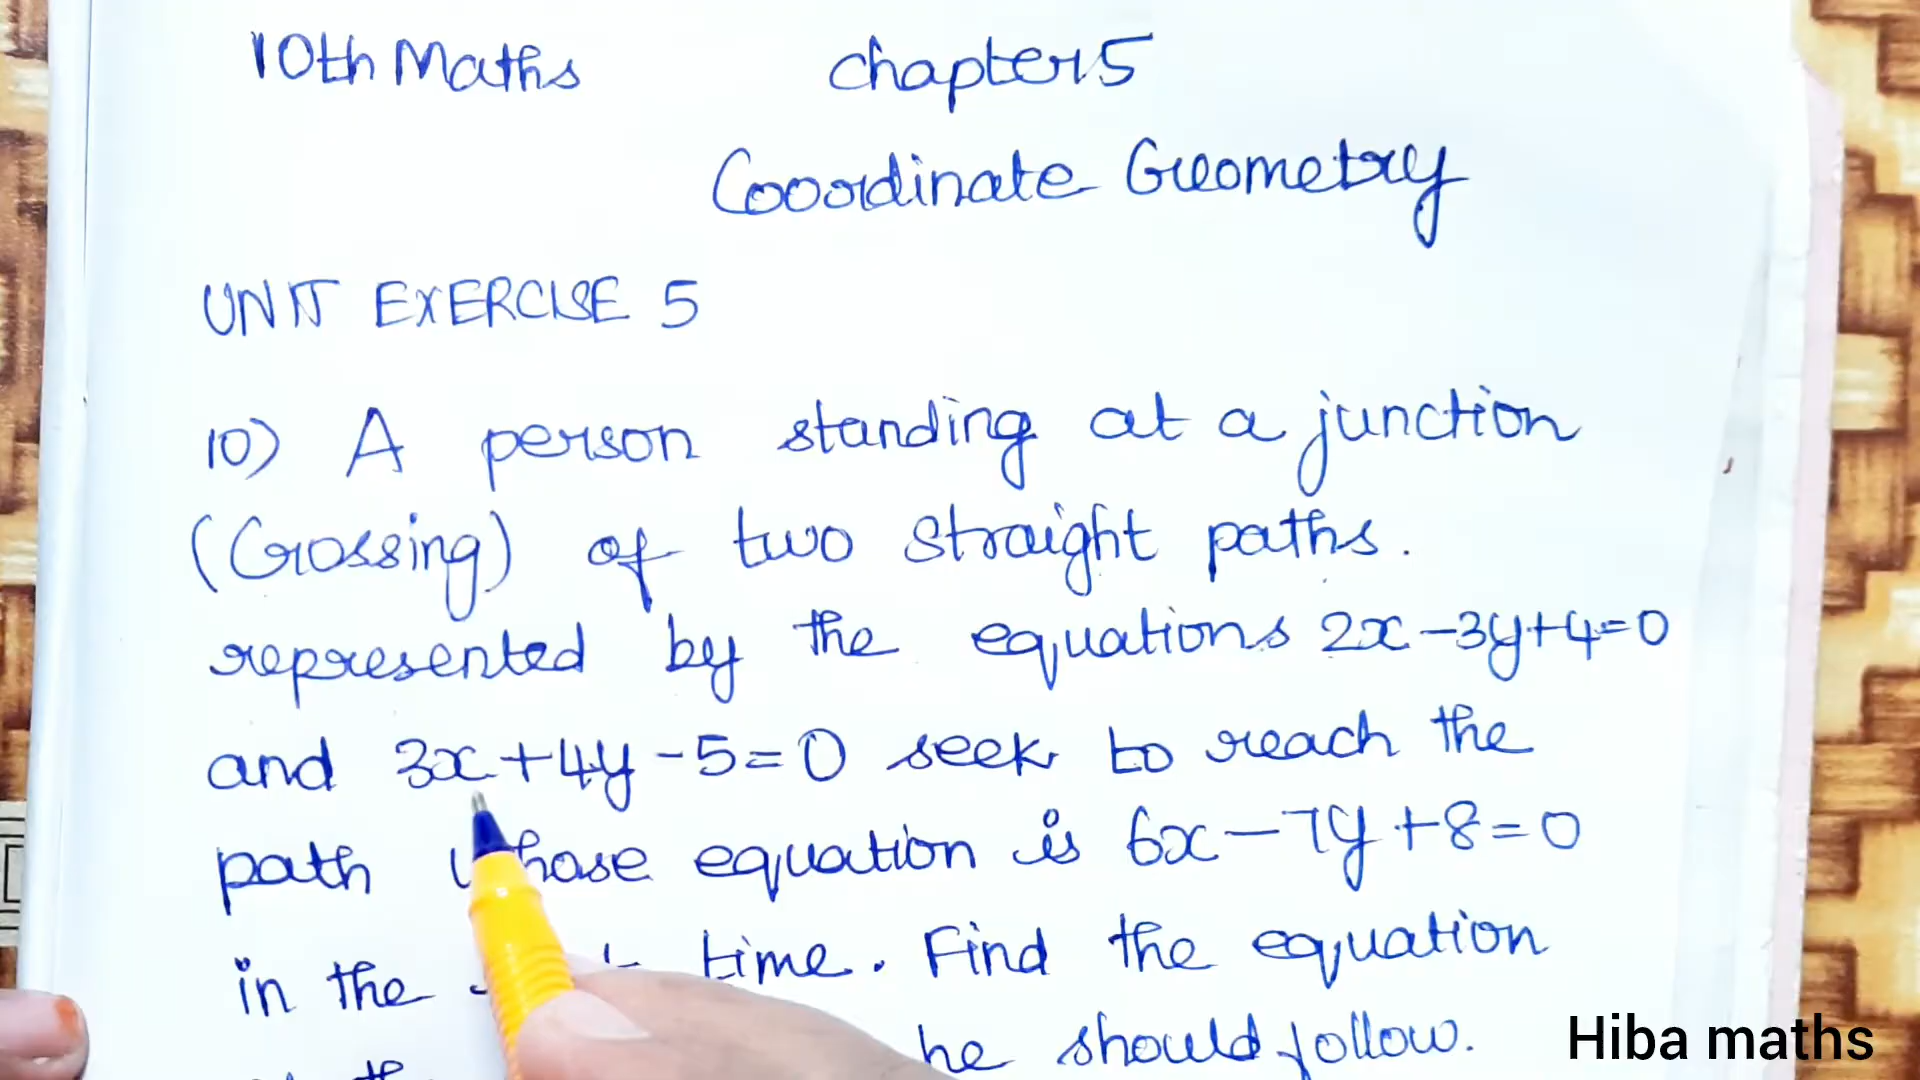 10th Maths chapter 5
Coordinate Geometry
UNIT EXERCISE 5
10) A person standing at a junction
(Crossing) of two straight paths.
represented by the equations 2x-3y+4=0
and 3x+4y-5=0 seek to reach the
path whose equation is 6x-7y+8=0
in the time. Find the equation
he should follow.
Hiba maths